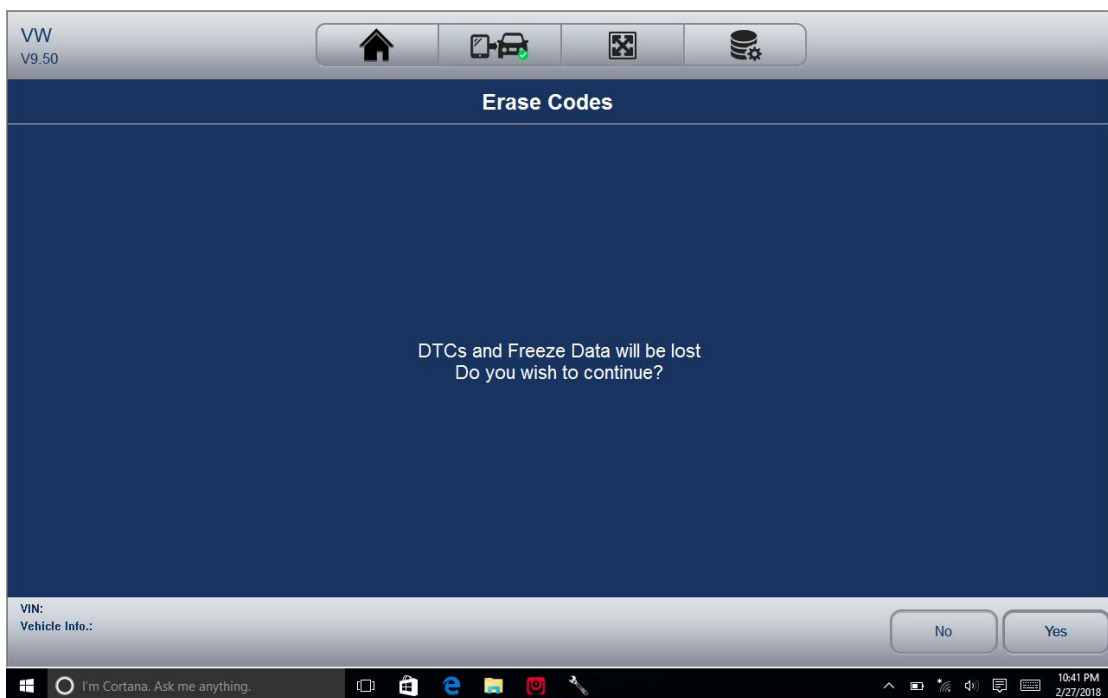 VW
V9.50
Erase Codes
DTCs and Freeze Data will be lost
Do you wish to continue?
VIN:
Vehicle Info.:
No
Yes
I'm Cortana. Ask me anything.
10:41 PM
2/27/2018